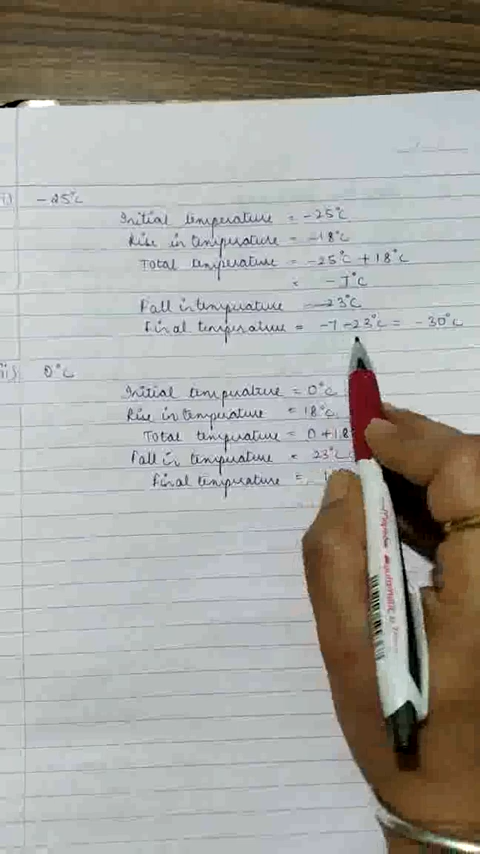 -25°C
Initial temperature = -25°C
Rise in temperature = -18°C
Total temperature = -25°C + 18°C
= -7°C
Fall in temperature = -23°C
Final temperature = -7 -23°C = -30°C
0°C
Initial temperature = 0°C
Rise in temperature = 18°C
Total temperature = 0 + 18
Fall in temperature = 23°C
Final temperature =